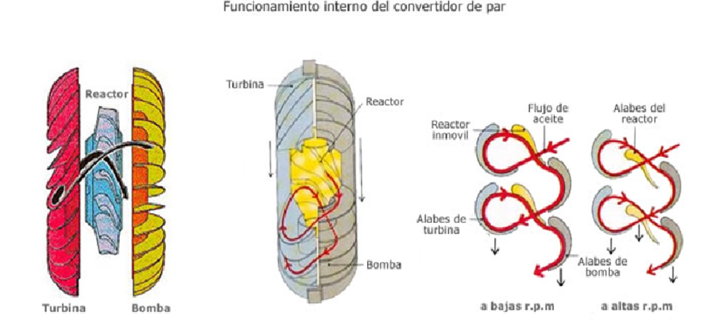 Funcionamiento interno del convertidor de par
Reactor
Turbina
Bomba
Turbina
Reactor
Bomba
Flujo de
aceite
Alabes del
reactor
Reactor
inmovil
Alabes de
turbina
Alabes de
bomba
a bajas r.p.m
a altas r.p.m